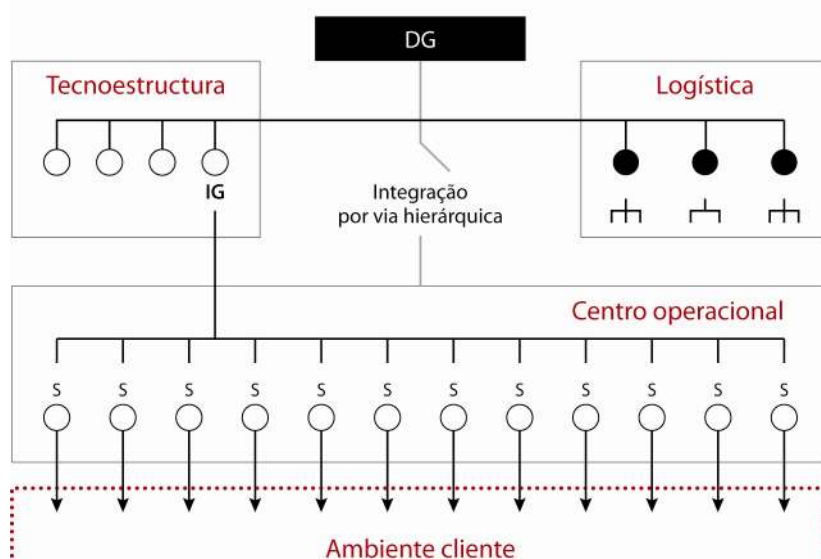 DG
Tecnoestructura
Logística
IG
Integração
por via hierárquica
Centro operacional
S S S S S S S S S S S S
Ambiente cliente